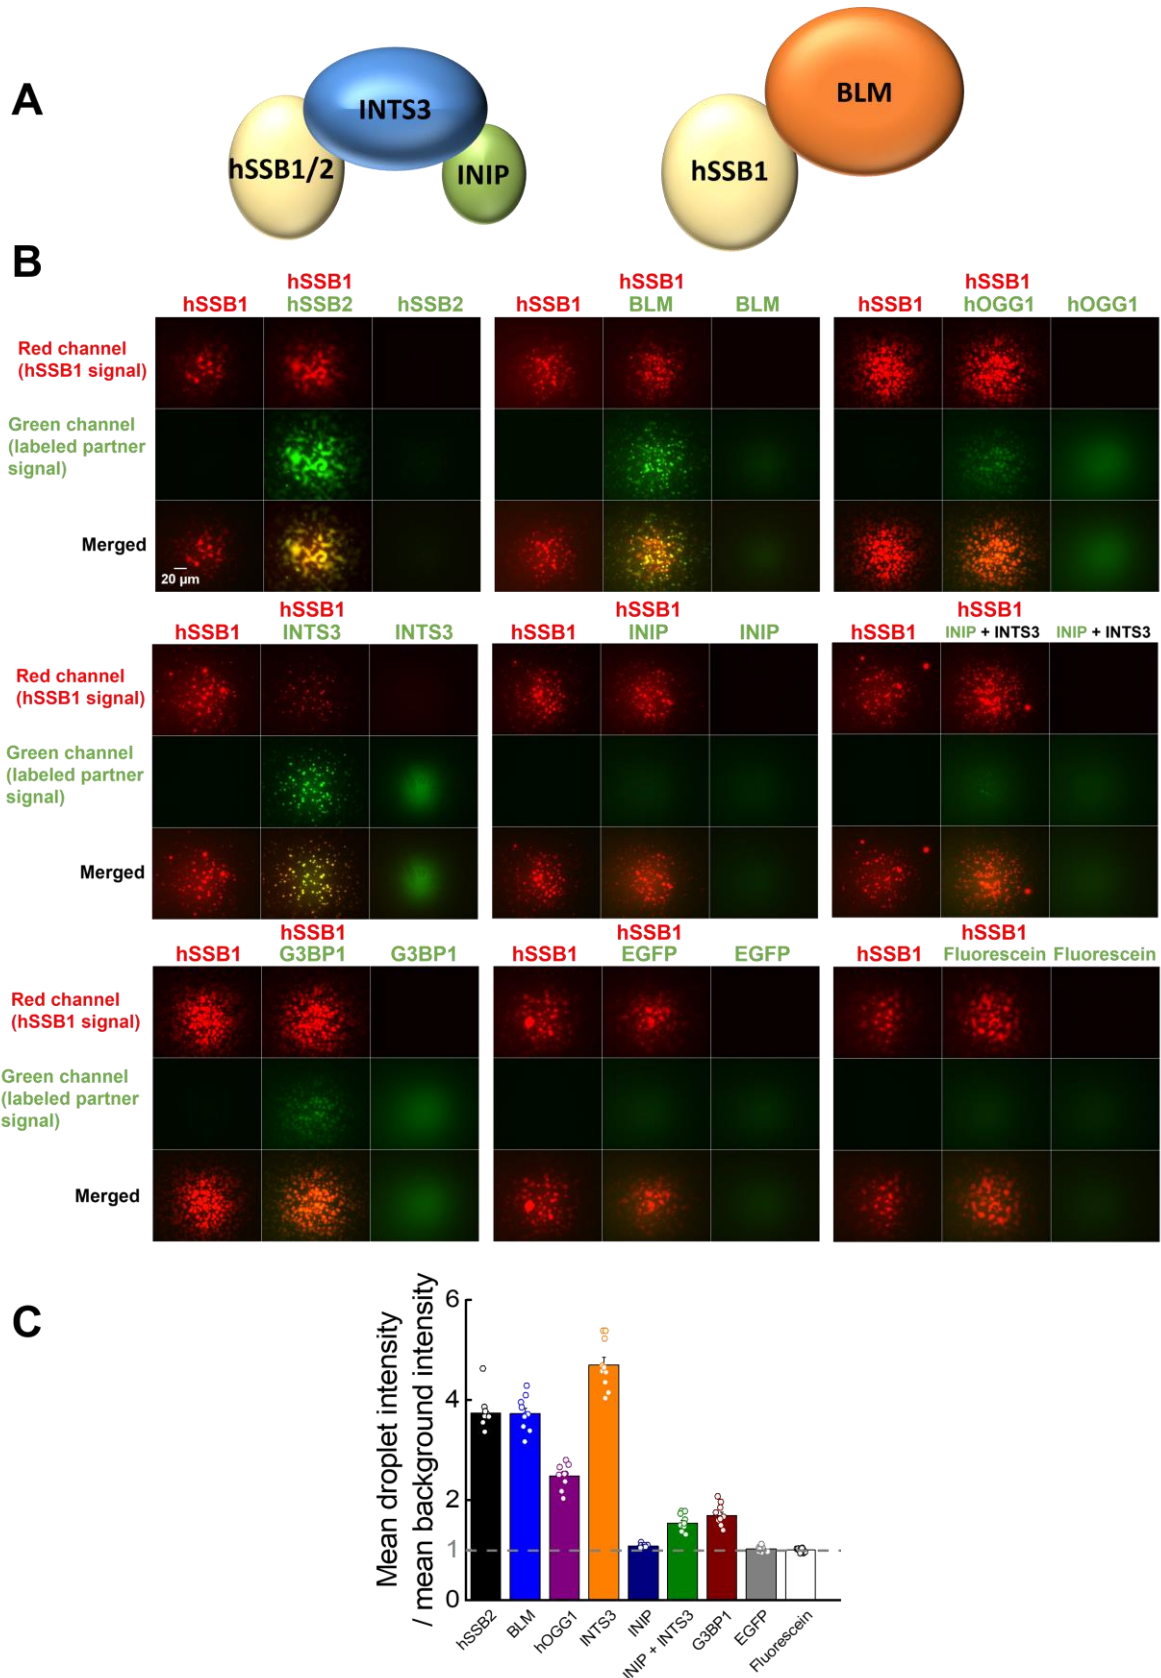 A
INTS3
hSSB1/2
INIP
BLM
hSSB1
B
hSSB1
hSSB1 hSSB2 hSSB2
hSSB1
hSSB1 BLM BLM
hSSB1
hSSB1 hOGG1 hOGG1
Red channel
(hSSB1 signal)
Green channel
(labeled partner
signal)
Merged
20 µm
hSSB1
hSSB1 INTS3 INTS3
hSSB1
hSSB1 INIP INIP
hSSB1
hSSB1 INIP + INTS3 INIP + INTS3
Red channel
(hSSB1 signal)
Green channel
(labeled partner
signal)
Merged
hSSB1
hSSB1 G3BP1 G3BP1
hSSB1
hSSB1 EGFP EGFP
hSSB1
hSSB1 Fluorescein Fluorescein
Red channel
(hSSB1 signal)
Green channel
(labeled partner
signal)
Merged
C
Mean droplet intensity
/ mean background intensity
6
4
2
1
0
hSSB2
BLM
hOGG1
INTS3
INIP
INIP + INTS3
G3BP1
EGFP
Fluorescein